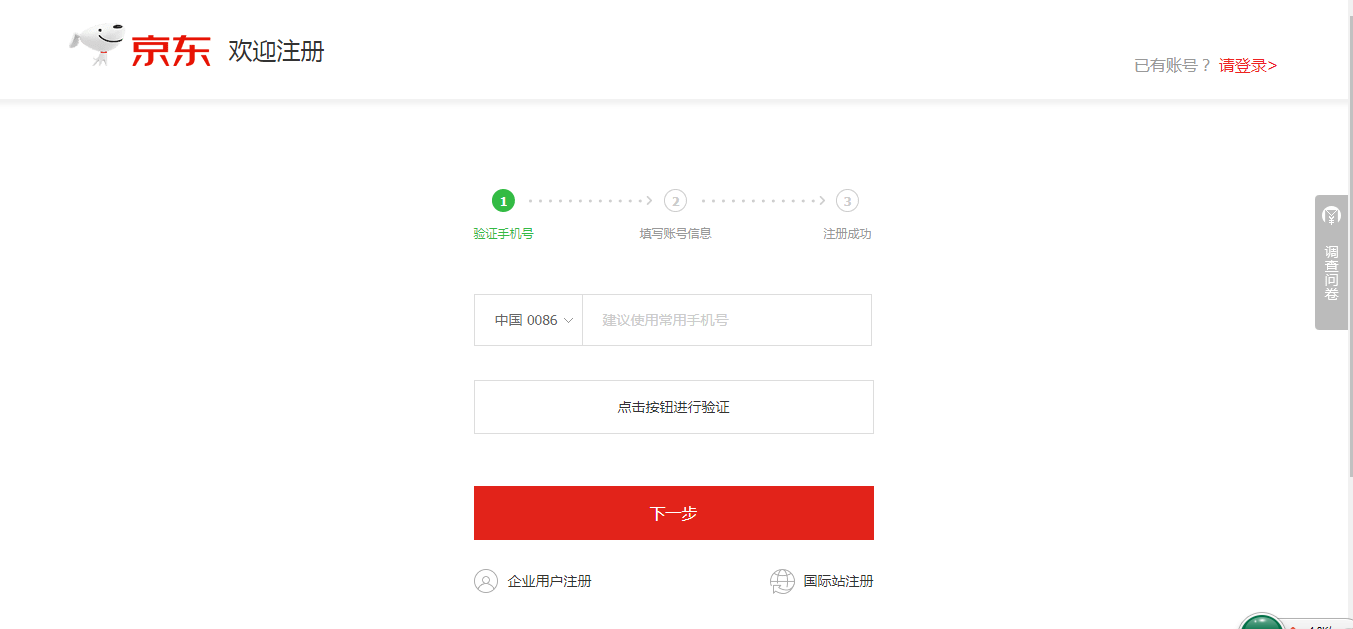 京东 欢迎注册
已有账号？ 请登录>
1 2 3
验证手机号 填写账号信息 注册成功
调查问卷
中国 0086 建议使用常用手机号
点击按钮进行验证
下一步
企业用户注册 国际站注册